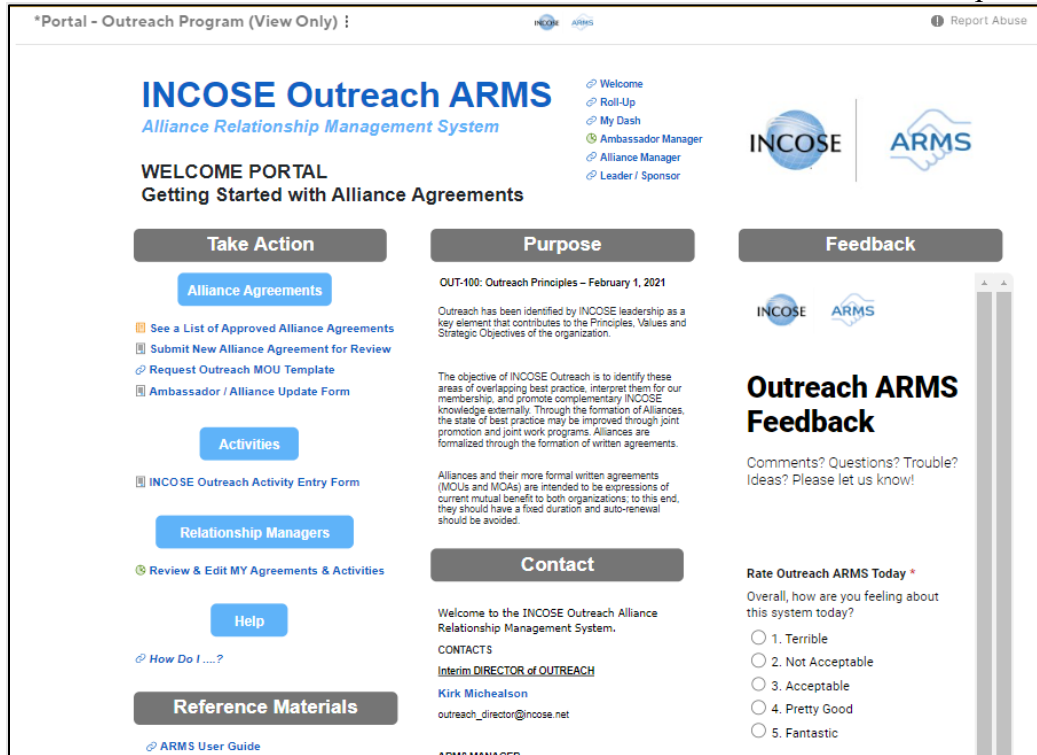 *Portal - Outreach Program (View Only)
INCOSE ARMS
Report Abuse
INCOSE Outreach ARMS
Alliance Relationship Management System
WELCOME PORTAL
Getting Started with Alliance Agreements
Welcome
Roll-Up
My Dash
Ambassador Manager
Alliance Manager
Leader / Sponsor
INCOSE
ARMS
Take Action
Alliance Agreements
See a List of Approved Alliance Agreements
Submit New Alliance Agreement for Review
Request Outreach MOU Template
Ambassador / Alliance Update Form
Activities
INCOSE Outreach Activity Entry Form
Relationship Managers
Review & Edit MY Agreements & Activities
Help
How Do I ....?
Reference Materials
ARMS User Guide
Purpose
OUT-100: Outreach Principles – February 1, 2021
Outreach has been identified by INCOSE leadership as a
key element that contributes to the Principles, Values and
Strategic Objectives of the organization.
The objective of INCOSE Outreach is to identify these
areas of overlapping best practice, interpret them for our
membership, and promote complementary INCOSE
knowledge externally. Through the formation of Alliances,
the state of best practice may be improved through joint
promotion and joint work programs. Alliances are
formalized through the formation of written agreements.
Alliances and their more formal written agreements
(MOUs and MOAs) are intended to be expressions of
current mutual benefit to both organizations; to this end,
they should have a fixed duration and auto-renewal
should be avoided.
Contact
Welcome to the INCOSE Outreach Alliance
Relationship Management System.
CONTACTS
Interim DIRECTOR of OUTREACH
Kirk Michealson
outreach_director@incose.net
ARMS MANAGER
Feedback
INCOSE ARMS
Outreach ARMS
Feedback
Comments? Questions? Trouble?
Ideas? Please let us know!
Rate Outreach ARMS Today *
Overall, how are you feeling about
this system today?
1. Terrible
2. Not Acceptable
3. Acceptable
4. Pretty Good
5. Fantastic